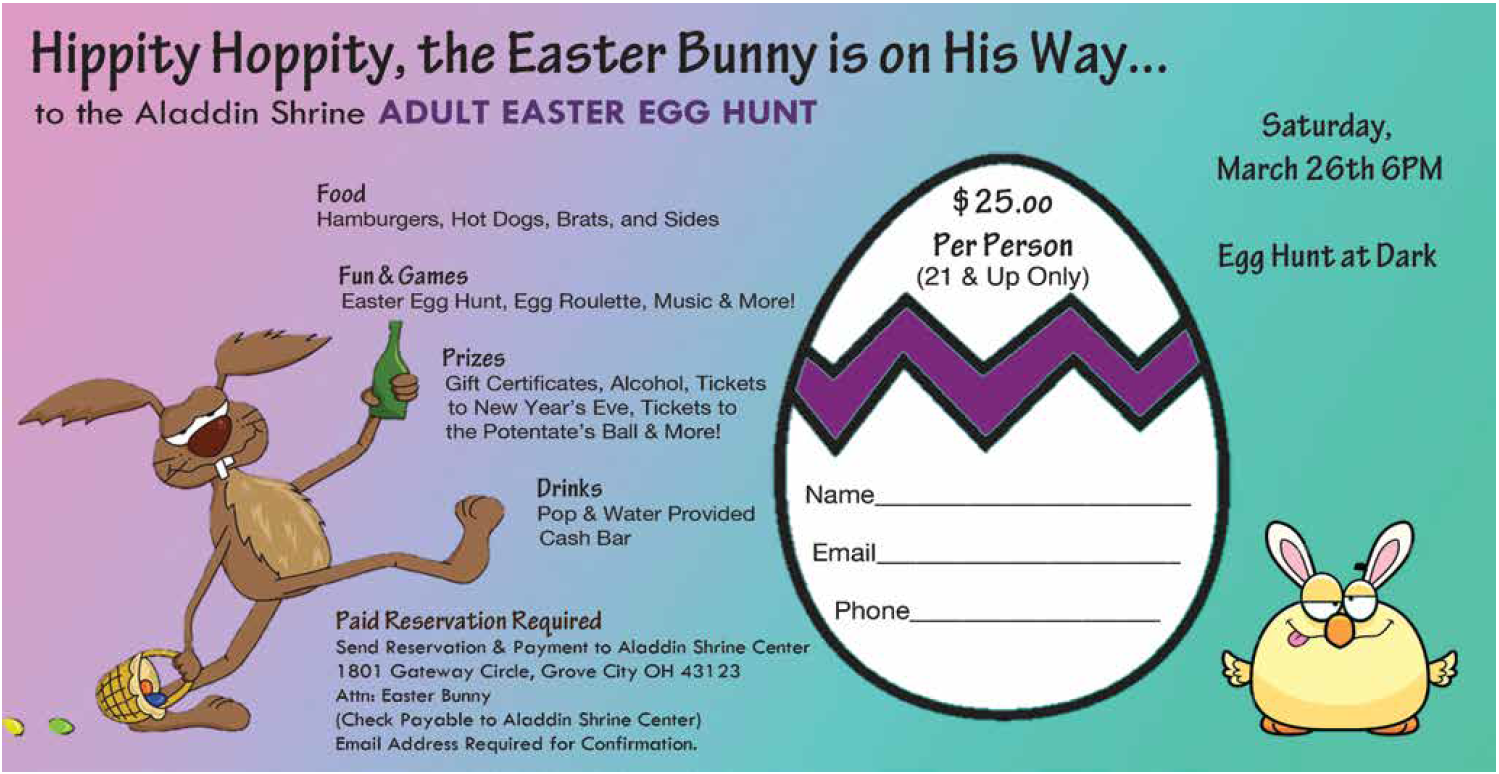 Hippity Hoppity, the Easter Bunny is on His Way...
to the Aladdin Shrine ADULT EASTER EGG HUNT
Saturday,
March 26th 6PM
Egg Hunt at Dark
Food
Hamburgers, Hot Dogs, Brats, and Sides
Fun & Games
Easter Egg Hunt, Egg Roulette, Music & More!
Prizes
Gift Certificates, Alcohol, Tickets
to New Year's Eve, Tickets to
the Potentate's Ball & More!
Drinks
Pop & Water Provided
Cash Bar
Paid Reservation Required
Send Reservation & Payment to Aladdin Shrine Center
1801 Gateway Circle, Grove City OH 43123
Attn: Easter Bunny
(Check Payable to Aladdin Shrine Center)
Email Address Required for Confirmation.
$25.00
Per Person
(21 & Up Only)
Name
Email
Phone